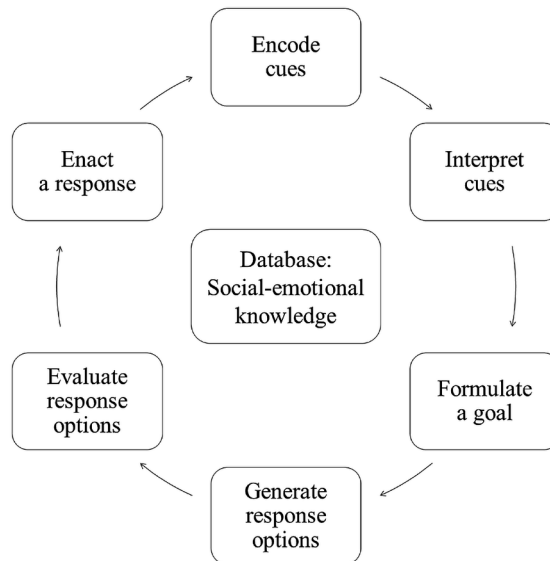 Encode
cues
Interpret
cues
Formulate
a goal
Generate
response
options
Evaluate
response
options
Enact
a response
Database:
Social-emotional
knowledge